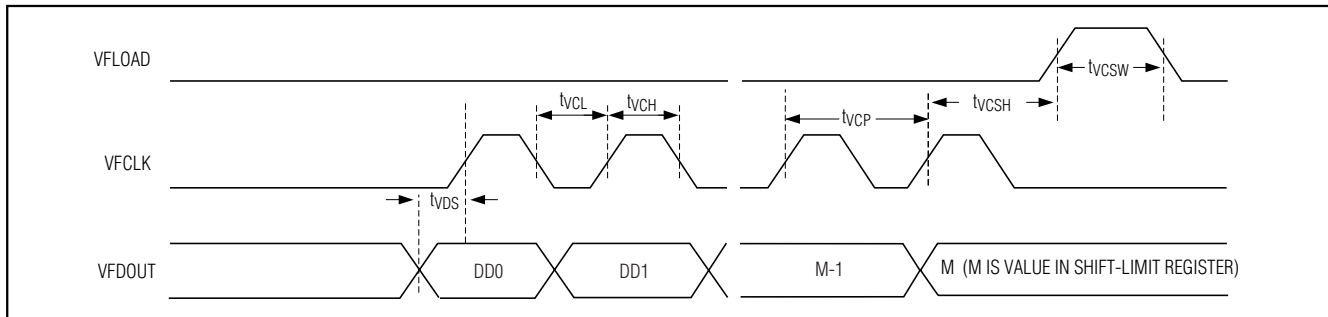 VFLOAD
tVCSW
tVCL
tVCH
tVCSH
tVCP
VFCLK
tVDS
VFDOUT
DD0
DD1
M-1
M (M IS VALUE IN SHIFT-LIMIT REGISTER)